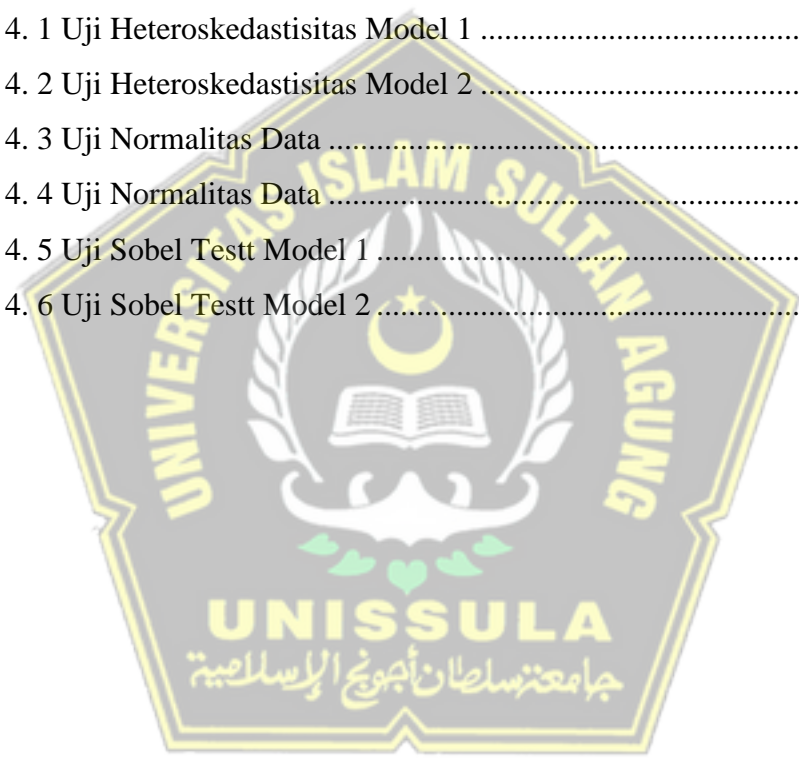 4. 1 Uji Heteroskedastisitas Model 1 ........................................
4. 2 Uji Heteroskedastisitas Model 2 ........................................
4. 3 Uji Normalitas Data ...........................................................
4. 4 Uji Normalitas Data ...........................................................
4. 5 Uji Sobel Testt Model 1 .....................................................
4. 6 Uji Sobel Testt Model 2 .....................................................
UNIVERSITAS ISLAM SULTAN AGUNG
UNISSULA
جامعة سلطان أجونج الإسلامية